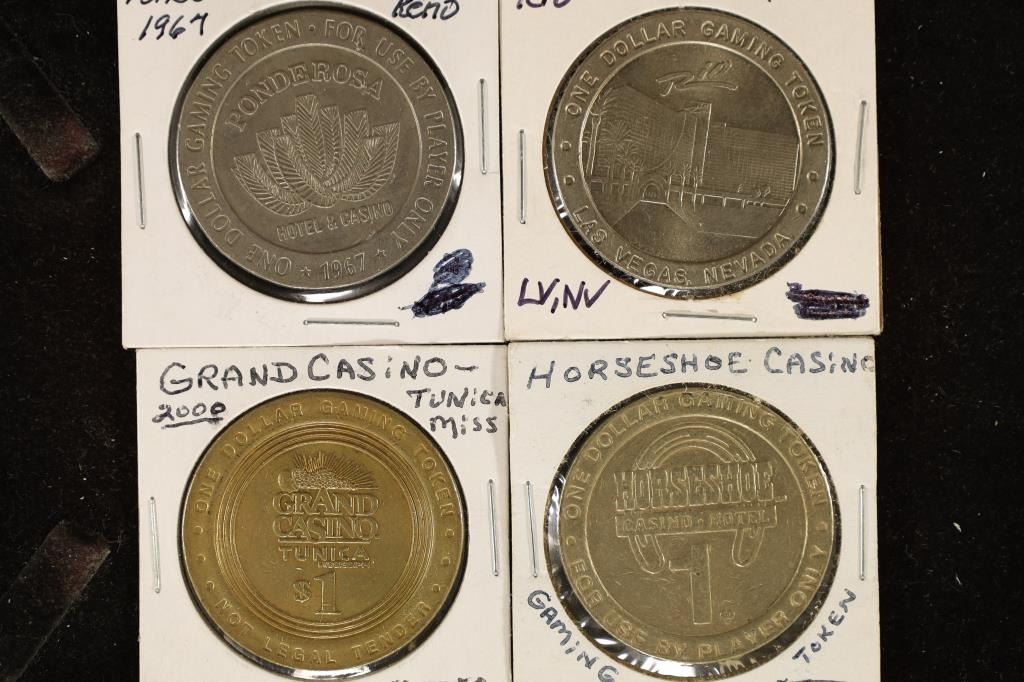 1967
Reno
ONE DOLLAR GAMING TOKEN · FOR USE BY PLAYER ONLY
PONDEROSA
HOTEL & CASINO
★ 1967 ★
ONE DOLLAR GAMING TOKEN
Rio
LAS VEGAS, NEVADA
LV, NV
GRAND CASINO –
2000
TUNICA
MISS
ONE DOLLAR GAMING TOKEN
GRAND
CASINO
TUNICA
$1
NOT LEGAL TENDER
HORSESHOE CASINO
ONE DOLLAR GAMING TOKEN
HORSESHOE
CASINO · HOTEL
1
FOR USE BY PLAYER ONLY
GAMING
TOKEN